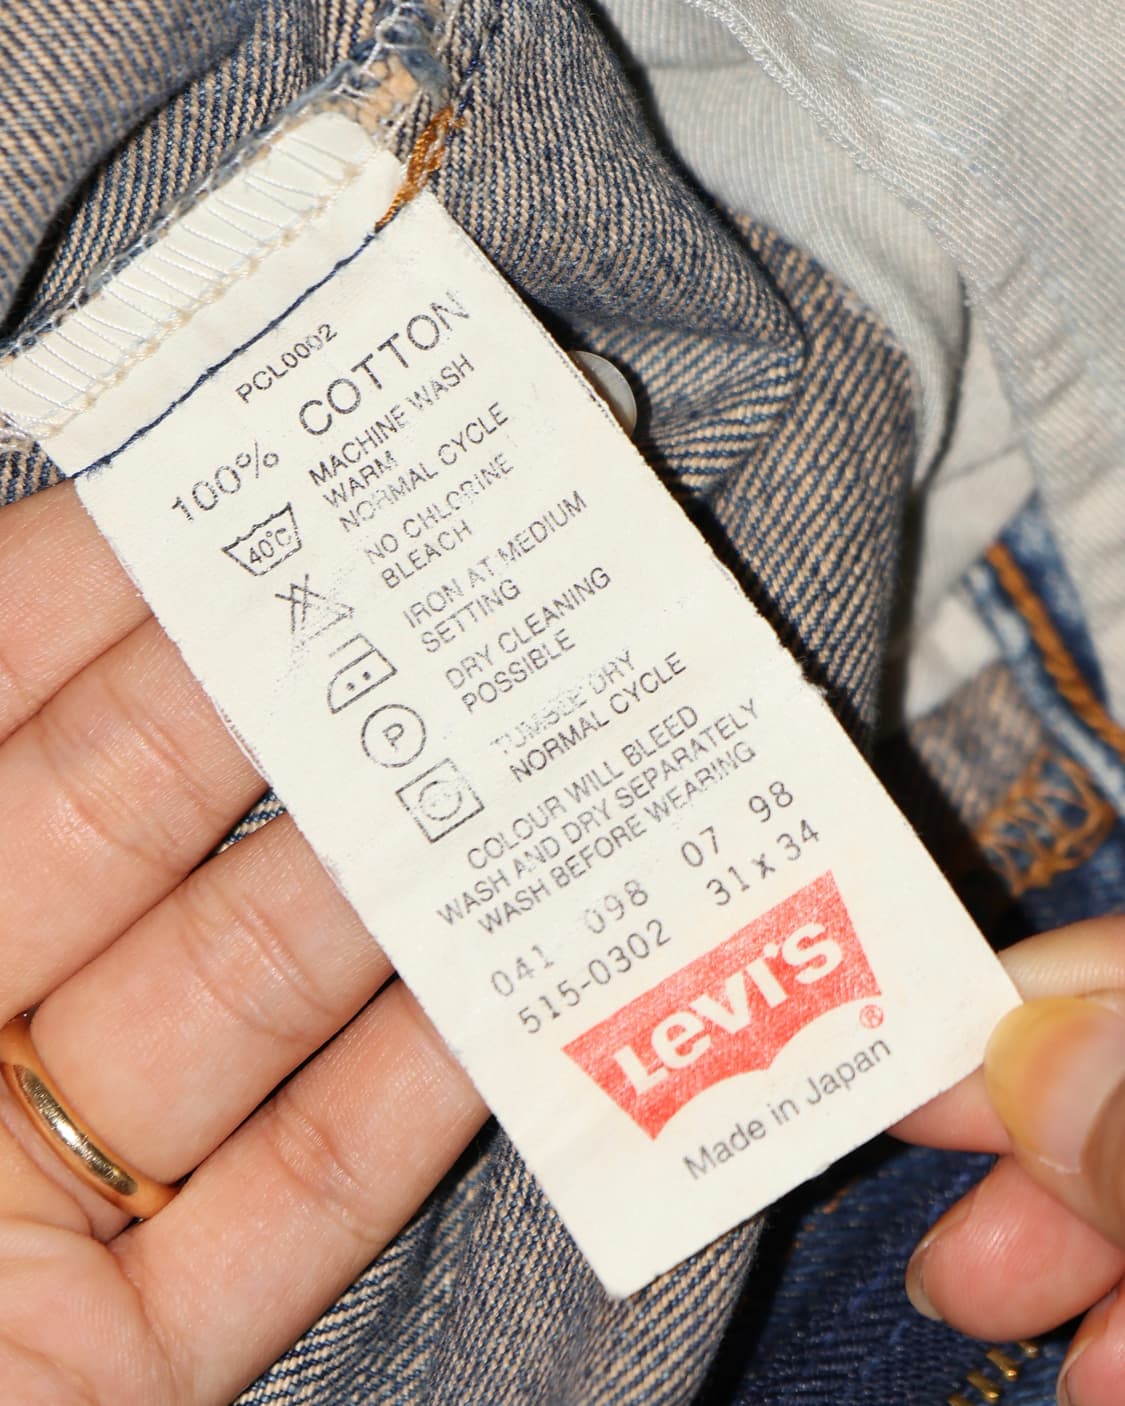 PCL0002
100% COTTON
MACHINE WASH
WARM
NORMAL CYCLE
40°C
NO CHLORINE
BLEACH
IRON AT MEDIUM
SETTING
DRY CLEANING
POSSIBLE
P
TUMBLE DRY
NORMAL CYCLE
COLOUR WILL BLEED
WASH AND DRY SEPARATELY
WASH BEFORE WEARING
041 098 07 98
515-0302 31 x 34
Levi's®
Made in Japan